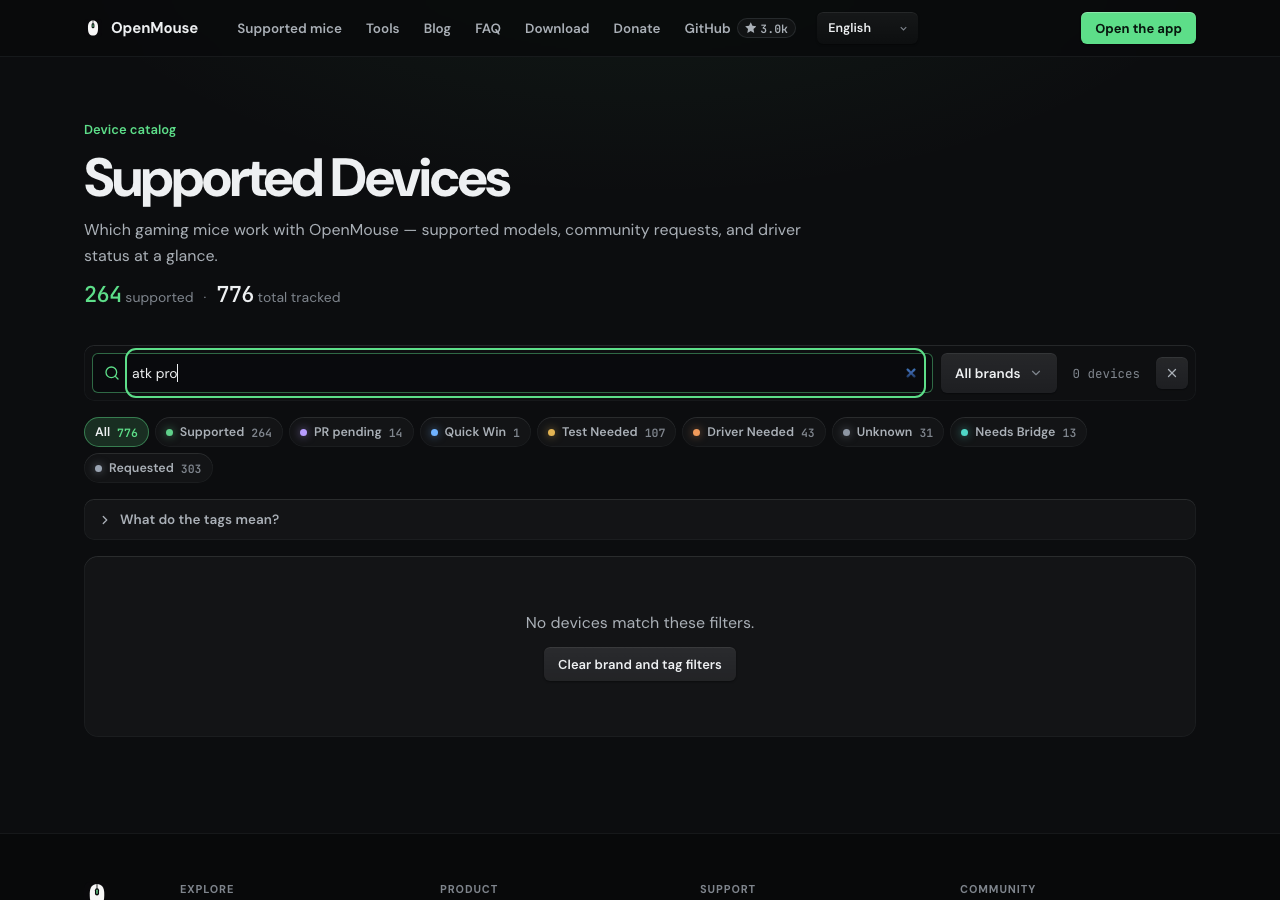 OpenMouse Supported mice Tools Blog FAQ Download Donate GitHub 3.0k English Open the app
Device catalog
Supported Devices
Which gaming mice work with OpenMouse — supported models, community requests, and driver
status at a glance.
264 supported · 776 total tracked
atk pro All brands 0 devices
All 776 Supported 264 PR pending 14 Quick Win 1 Test Needed 107 Driver Needed 43 Unknown 31 Needs Bridge 13
Requested 303
What do the tags mean?
No devices match these filters.
Clear brand and tag filters
EXPLORE PRODUCT SUPPORT COMMUNITY